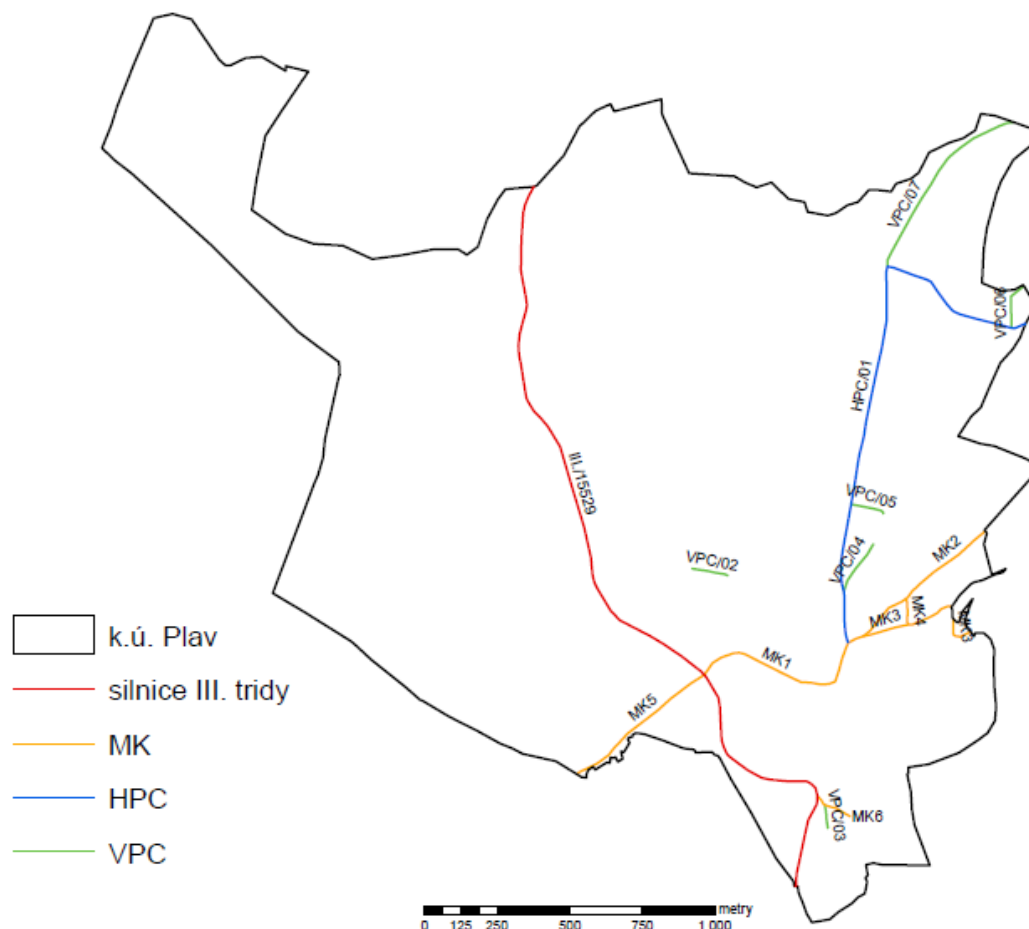 VPC/07
VPC/06
HPC/01
III./15529
VPC/05
VPC/02
VPC/04
MK2
MK3
MK4
MK1
MK5
VPC/03
MK6
k.ú. Plav
silnice III. tridy
MK
HPC
VPC
metry
0 125 250 500 750 1 000